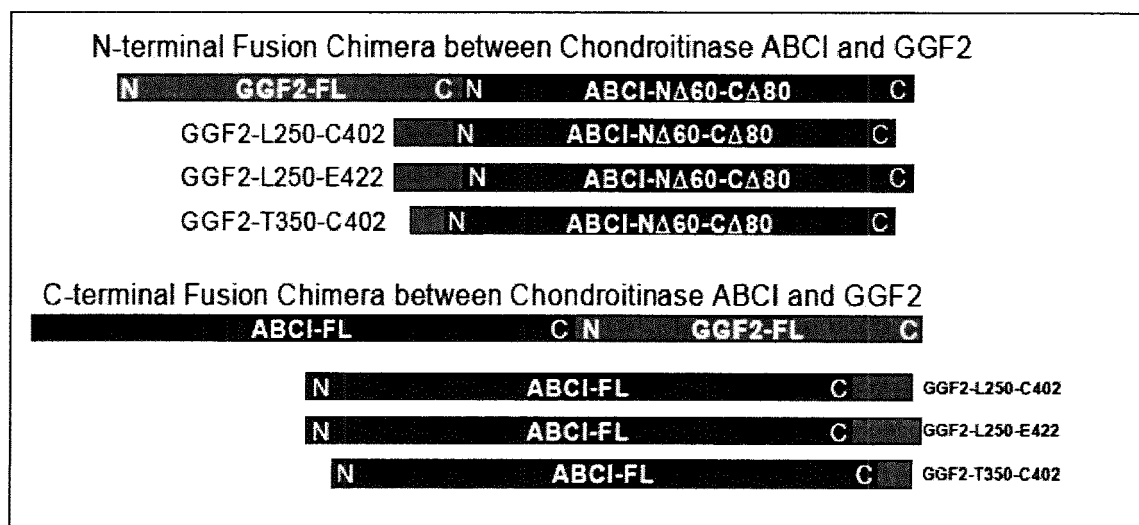 N-terminal Fusion Chimera between Chondroitinase ABCI and GGF2
N GGF2-FL C N ABCI-NΔ60-CΔ80 C
GGF2-L250-C402 N ABCI-NΔ60-CΔ80 C
GGF2-L250-E422 N ABCI-NΔ60-CΔ80 C
GGF2-T350-C402 N ABCI-NΔ60-CΔ80 C
C-terminal Fusion Chimera between Chondroitinase ABCI and GGF2
ABCI-FL C N GGF2-FL C
N ABCI-FL C GGF2-L250-C402
N ABCI-FL C GGF2-L250-E422
N ABCI-FL C GGF2-T350-C402